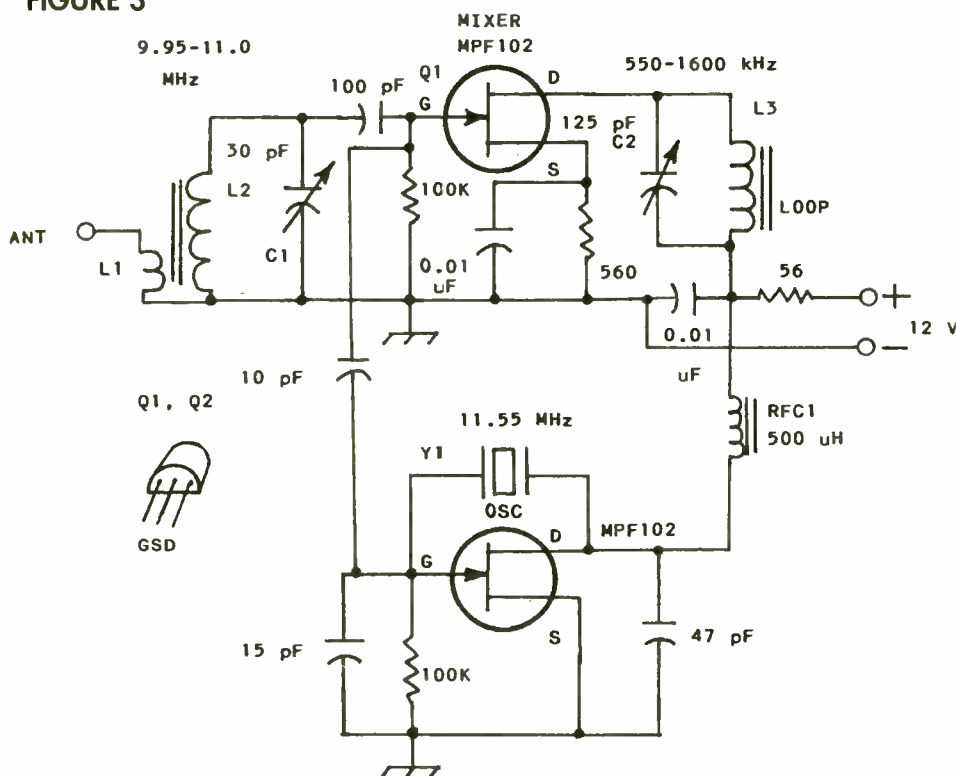 FIGURE 3
9.95-11.0
MHz
MIXER
MPF102
Q1
D
G
S
100 pF
550-1600 kHz
L3
30 pF
L2
C1
100K
125 pF
C2
LOOP
ANT
L1
0.01
uF
560
56
+
12 V
-
0.01
uF
10 pF
Q1, Q2
GSD
11.55 MHz
Y1
OSC
RFC1
500 uH
MPF102
D
G
S
15 pF
100K
47 pF